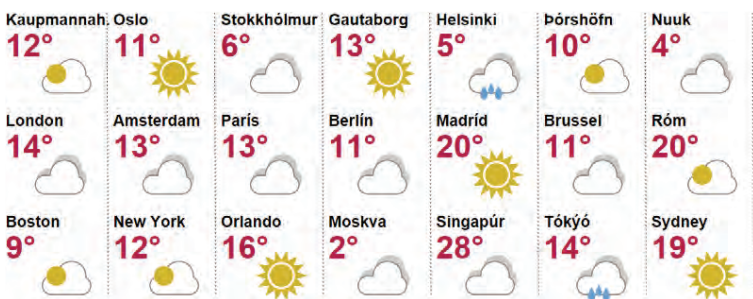 Kaupmannah. Oslo Stokkhólmur Gautaborg Helsinki Þórshöfn Nuuk
12° 11° 6° 13° 5° 10° 4°
London Amsterdam París Berlín Madríd Brussel Róm
14° 13° 13° 11° 20° 11° 20°
Boston New York Orlando Moskva Singapúr Tókýó Sydney
9° 12° 16° 2° 28° 14° 19°